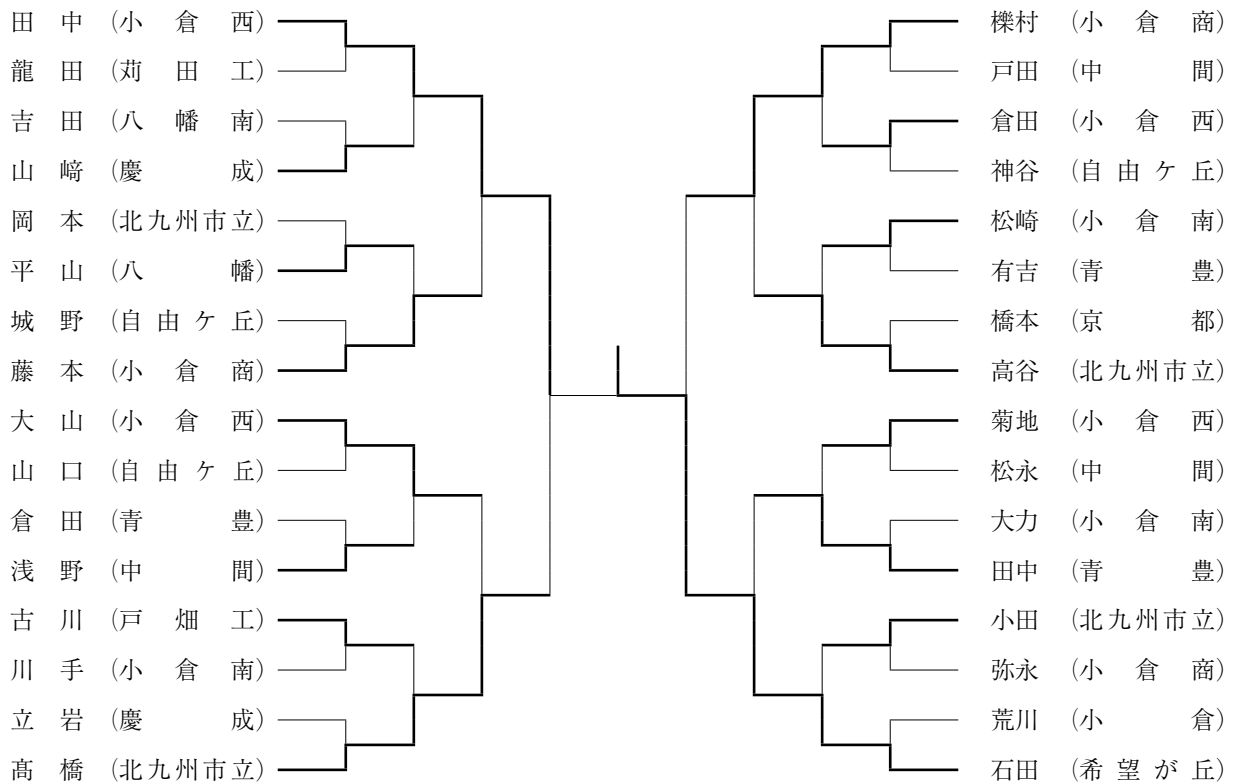 田中 (小倉西)
龍田 (苅田工)
吉田 (八幡南)
山﨑 (慶成)
岡本 (北九州市立)
平山 (八幡)
城野 (自由ケ丘)
藤本 (小倉商)
大山 (小倉西)
山口 (自由ケ丘)
倉田 (青豊)
浅野 (中間)
古川 (戸畑工)
川手 (小倉南)
立岩 (慶成)
髙橋 (北九州市立)
櫟村 (小倉商)
戸田 (中間)
倉田 (小倉西)
神谷 (自由ケ丘)
松崎 (小倉南)
有吉 (青豊)
橋本 (京都)
高谷 (北九州市立)
菊地 (小倉西)
松永 (中間)
大力 (小倉南)
田中 (青豊)
小田 (北九州市立)
弥永 (小倉商)
荒川 (小倉)
石田 (希望が丘)